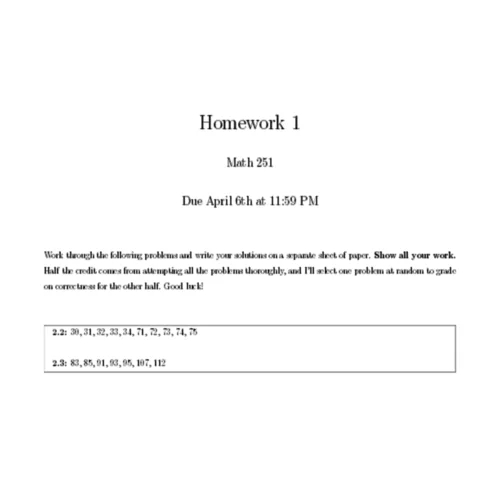 Homework 1
Math 251
Due April 6th at 11:59 PM
Work through the following problems and write your solutions on a separate sheet of paper. Show all your work.
Half the credit comes from attempting all the problems thoroughly, and I'll select one problem at random to grade
on correctness for the other half. Good luck!
2.2: 30, 31, 32, 33, 34, 71, 72, 73, 74, 75
2.3: 83, 85, 91, 93, 95, 107, 112